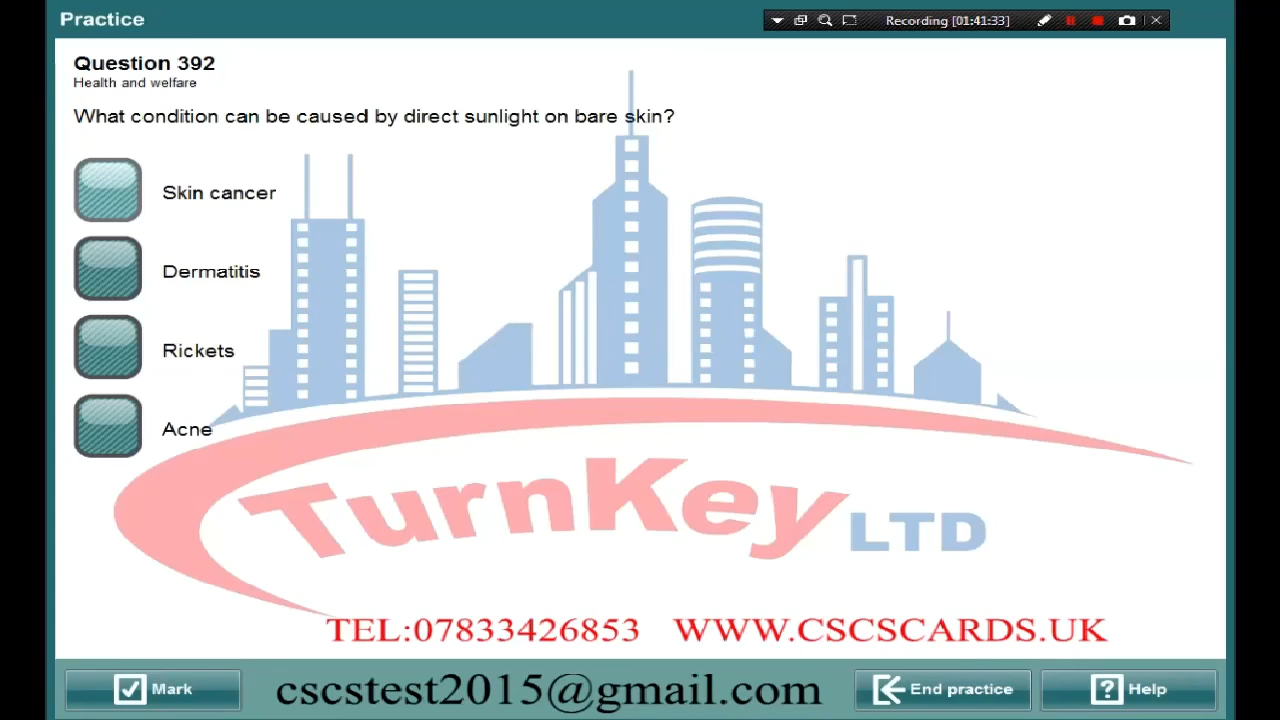 Practice
Recording [01:41:33]
Question 392
Health and welfare
What condition can be caused by direct sunlight on bare skin?
Skin cancer
Dermatitis
Rickets
Acne
TurnKey LTD
TEL:07833426853 WWW.CSCSCARDS.UK
Mark
cscstest2015@gmail.com
End practice
Help